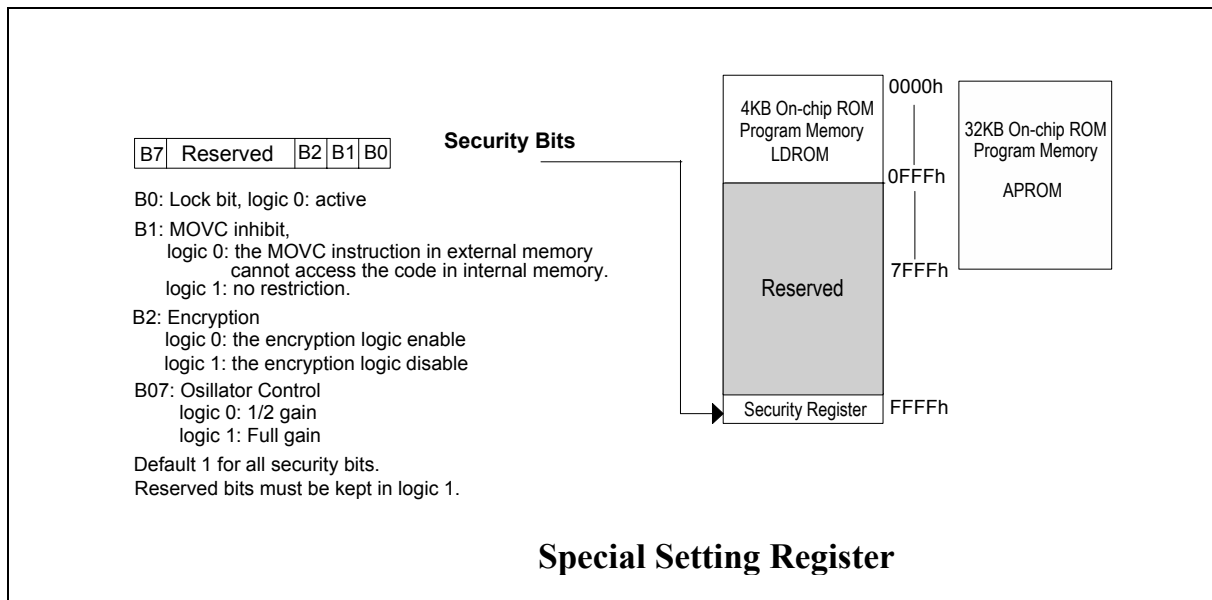 B7 Reserved B2 B1 B0
Security Bits
B0: Lock bit, logic 0: active
B1: MOVC inhibit,
logic 0: the MOVC instruction in external memory
cannot access the code in internal memory.
logic 1: no restriction.
B2: Encryption
logic 0: the encryption logic enable
logic 1: the encryption logic disable
B07: Osillator Control
logic 0: 1/2 gain
logic 1: Full gain
Default 1 for all security bits.
Reserved bits must be kept in logic 1.
4KB On-chip ROM
Program Memory
LDROM
Reserved
Security Register
0000h
0FFFh
7FFFh
FFFFh
32KB On-chip ROM
Program Memory
APROM
Special Setting Register